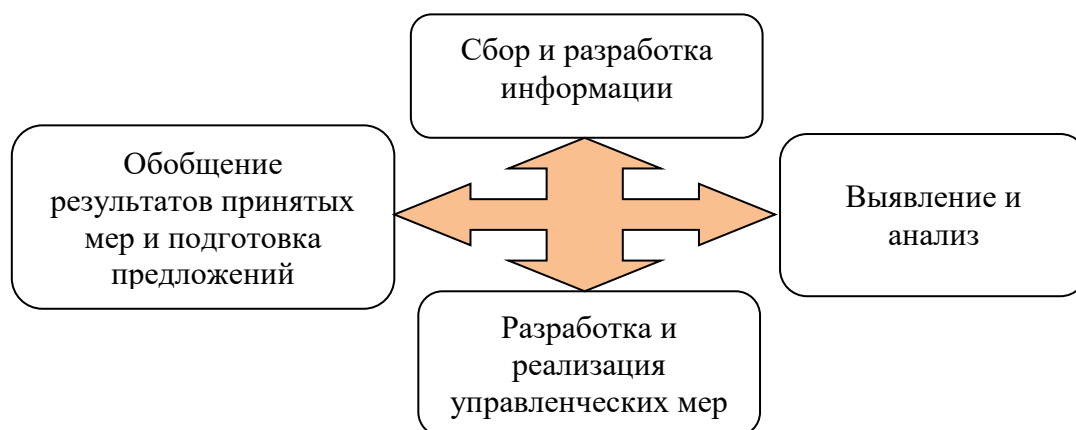 Сбор и разработка
информации
Обобщение
результатов принятых
мер и подготовка
предложений
Выявление и
анализ
Разработка и
реализация
управленческих мер